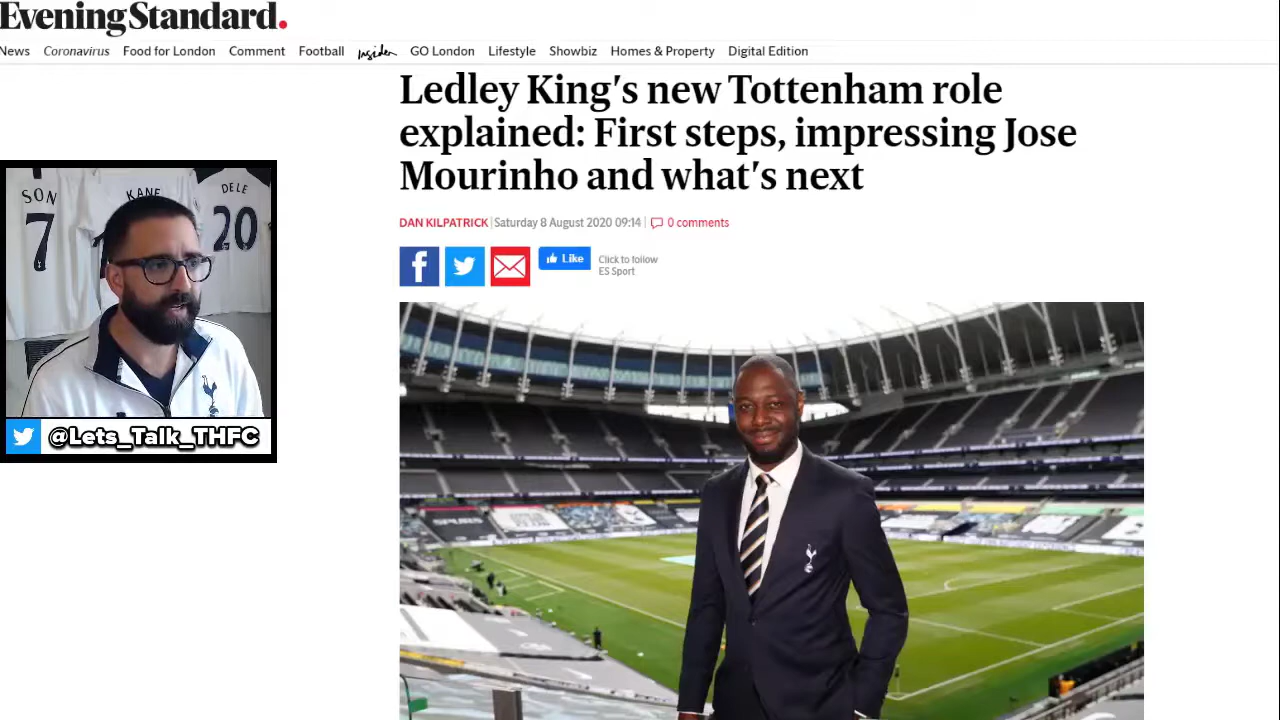 Evening Standard.
News Coronavirus Food for London Comment Football Insider GO London Lifestyle Showbiz Homes & Property Digital Edition
Ledley King's new Tottenham role
explained: First steps, impressing Jose
Mourinho and what's next
DAN KILPATRICK | Saturday 8 August 2020 09:14 | 0 comments
f Like Click to follow
ES Sport
SON
7
KANE
DELE
20
@Lets_Talk_THFC